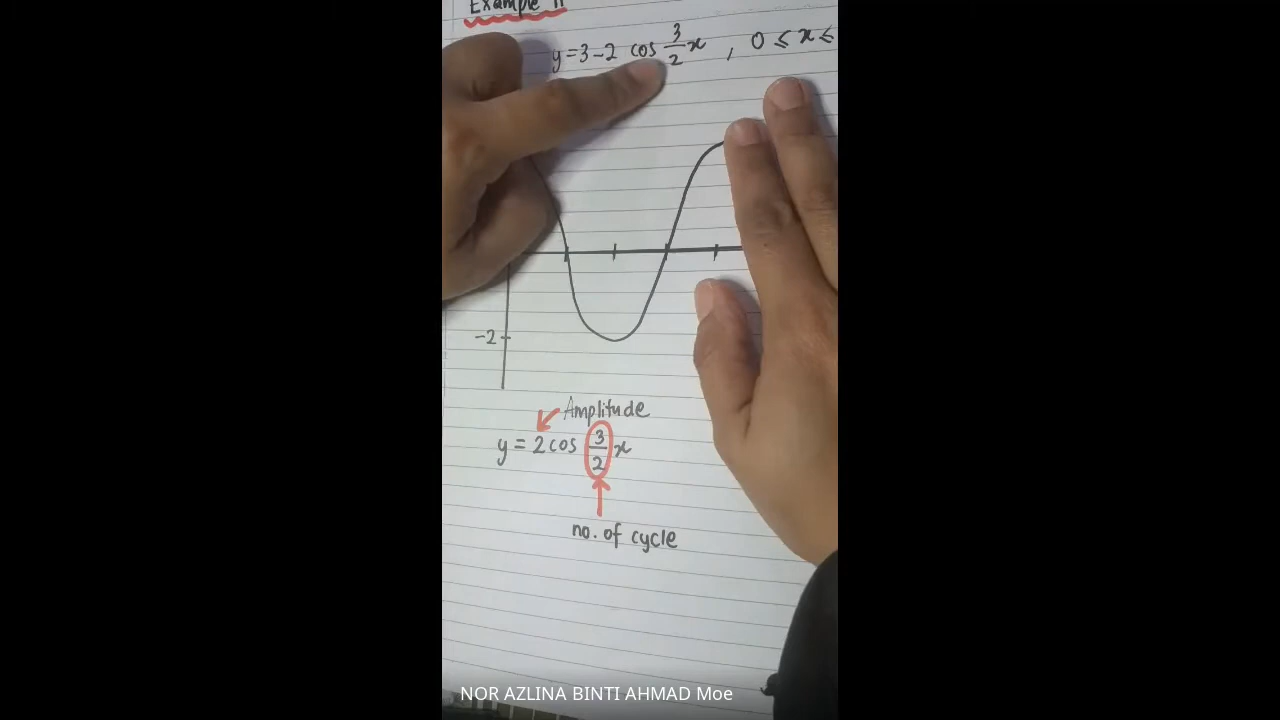 Example 11
y = 3 - 2 cos 3/2 x , 0 ≤ x ≤
-2
Amplitude
y = 2 cos 3/2 x
no. of cycle
NOR AZLINA BINTI AHMAD Moe